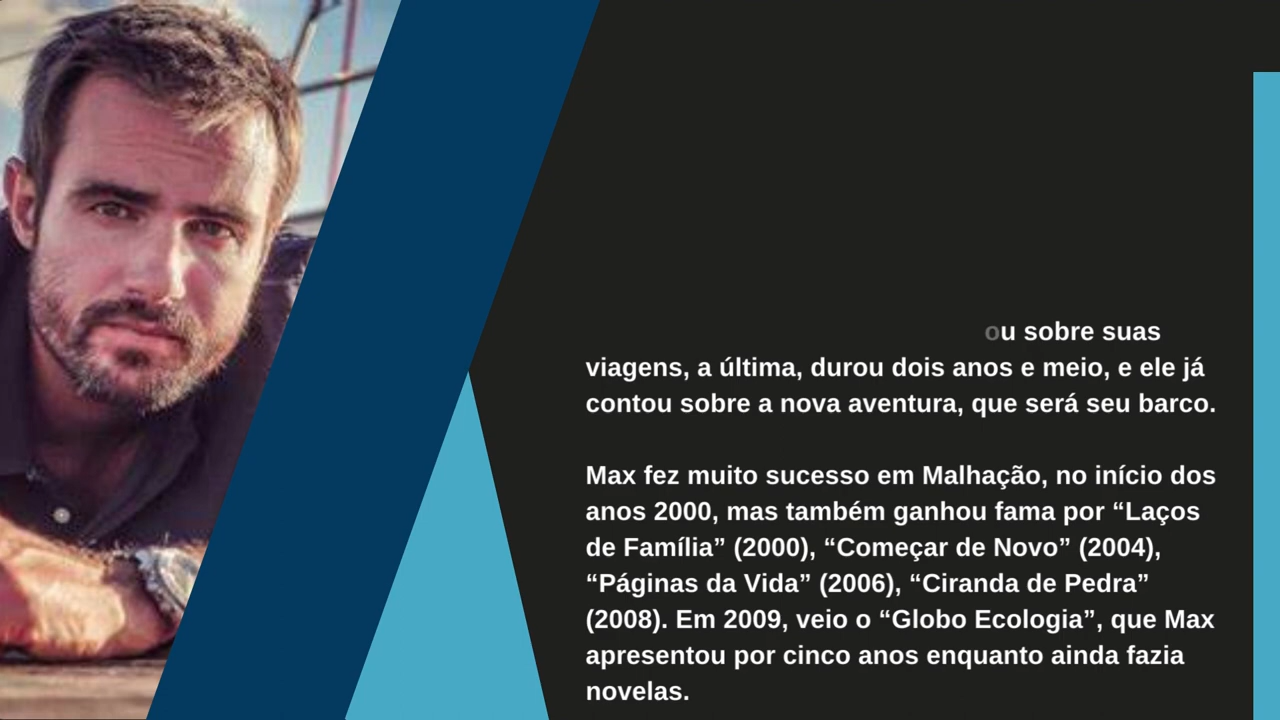 ou sobre suas
viagens, a última, durou dois anos e meio, e ele já
contou sobre a nova aventura, que será seu barco.
Max fez muito sucesso em Malhação, no início dos
anos 2000, mas também ganhou fama por “Laços
de Família” (2000), “Começar de Novo” (2004),
“Páginas da Vida” (2006), “Ciranda de Pedra”
(2008). Em 2009, veio o “Globo Ecologia”, que Max
apresentou por cinco anos enquanto ainda fazia
novelas.